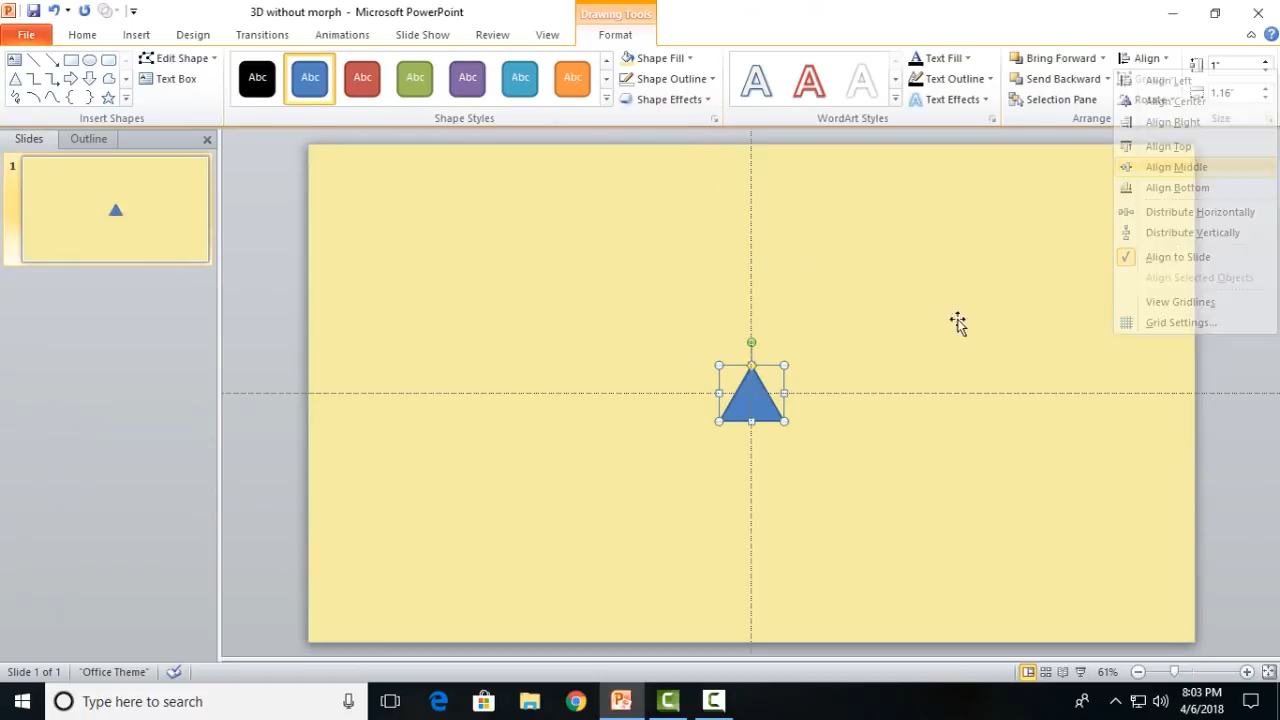 3D without morph - Microsoft PowerPoint
Drawing Tools
File Home Insert Design Transitions Animations Slide Show Review View Format
Edit Shape
Text Box
Insert Shapes
Abc Abc Abc Abc Abc Abc Abc
Shape Fill
Shape Outline
Shape Effects
Shape Styles
A A A
Text Fill
Text Outline
Text Effects
WordArt Styles
Bring Forward
Send Backward
Selection Pane
Align
Group
Rotate
Arrange
1"
1.16"
Size
Align Left
Align Center
Align Right
Align Top
Align Middle
Align Bottom
Distribute Horizontally
Distribute Vertically
Align to Slide
Align Selected Objects
View Gridlines
Grid Settings...
Slides Outline
1
Slide 1 of 1 "Office Theme" 61%
Type here to search
8:03 PM
4/6/2018